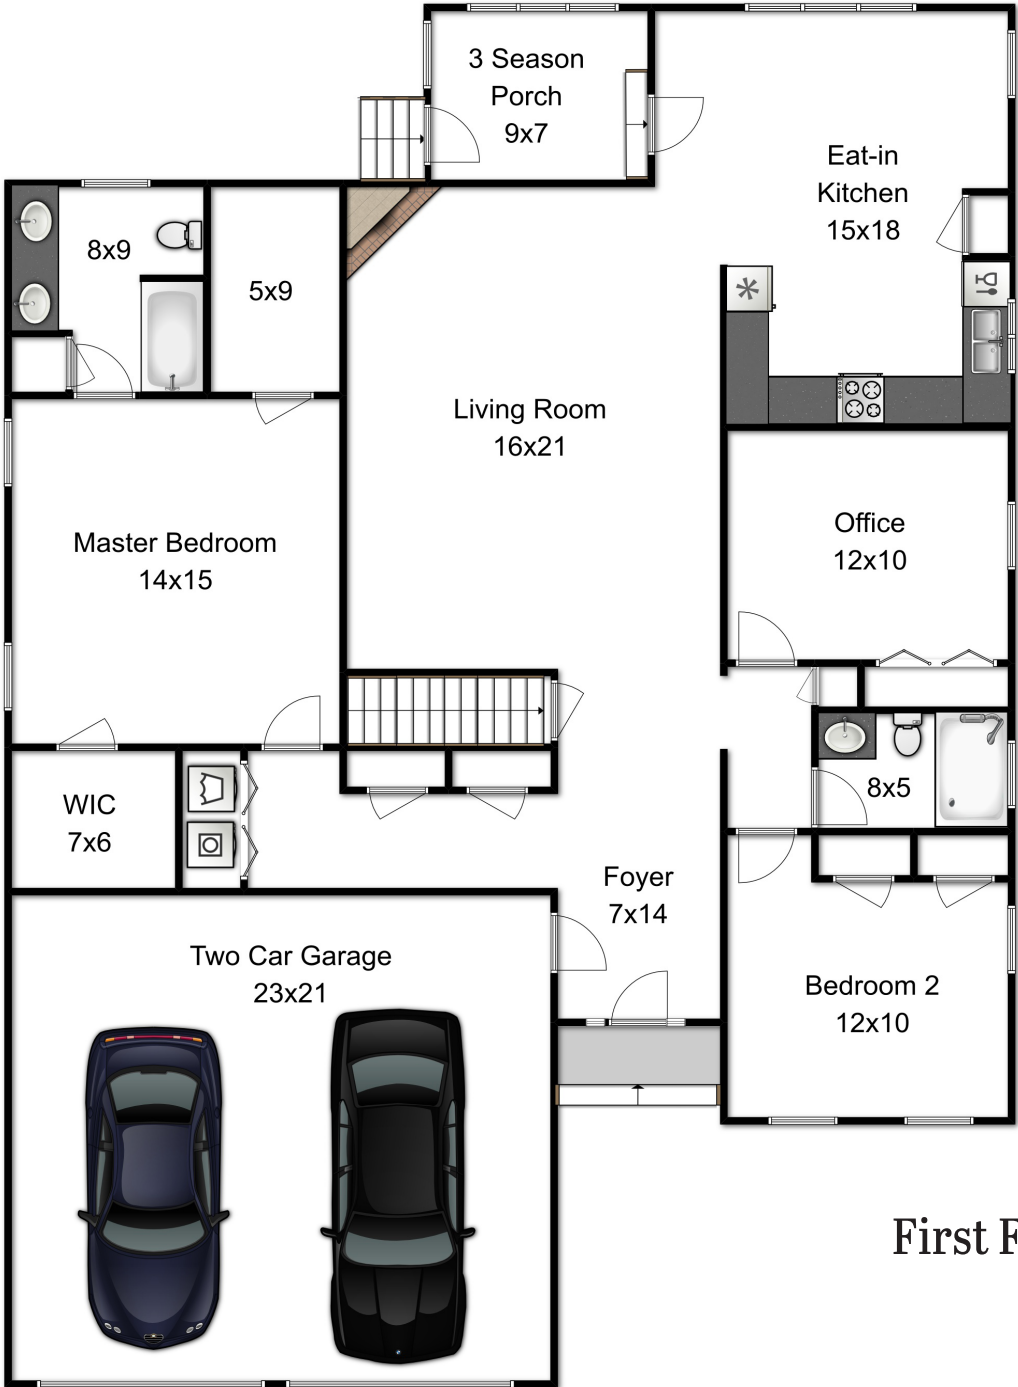 3 Season
Porch
9x7
Eat-in
Kitchen
15x18
8x9
5x9
Living Room
16x21
Master Bedroom
14x15
Office
12x10
WIC
7x6
8x5
Foyer
7x14
Two Car Garage
23x21
Bedroom 2
12x10
First F